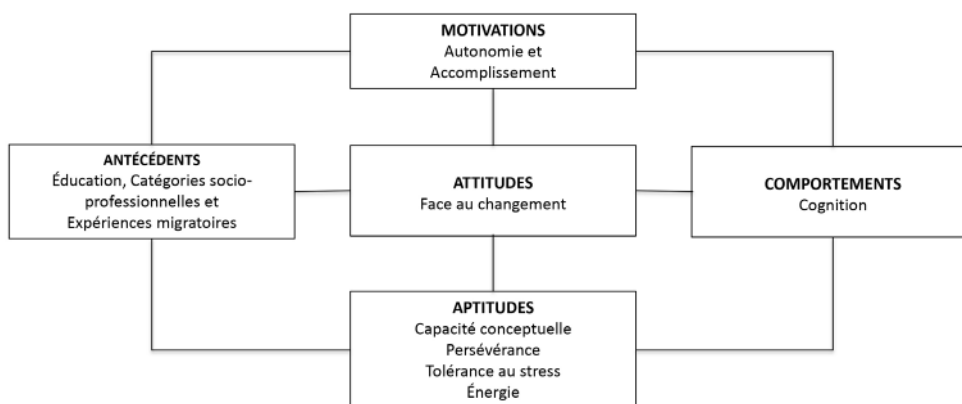 MOTIVATIONS
Autonomie et
Accomplissement
ANTÉCÉDENTS
Éducation, Catégories socio-
professionnelles et
Expériences migratoires
ATTITUDES
Face au changement
COMPORTEMENTS
Cognition
APTITUDES
Capacité conceptuelle
Persévérance
Tolérance au stress
Énergie